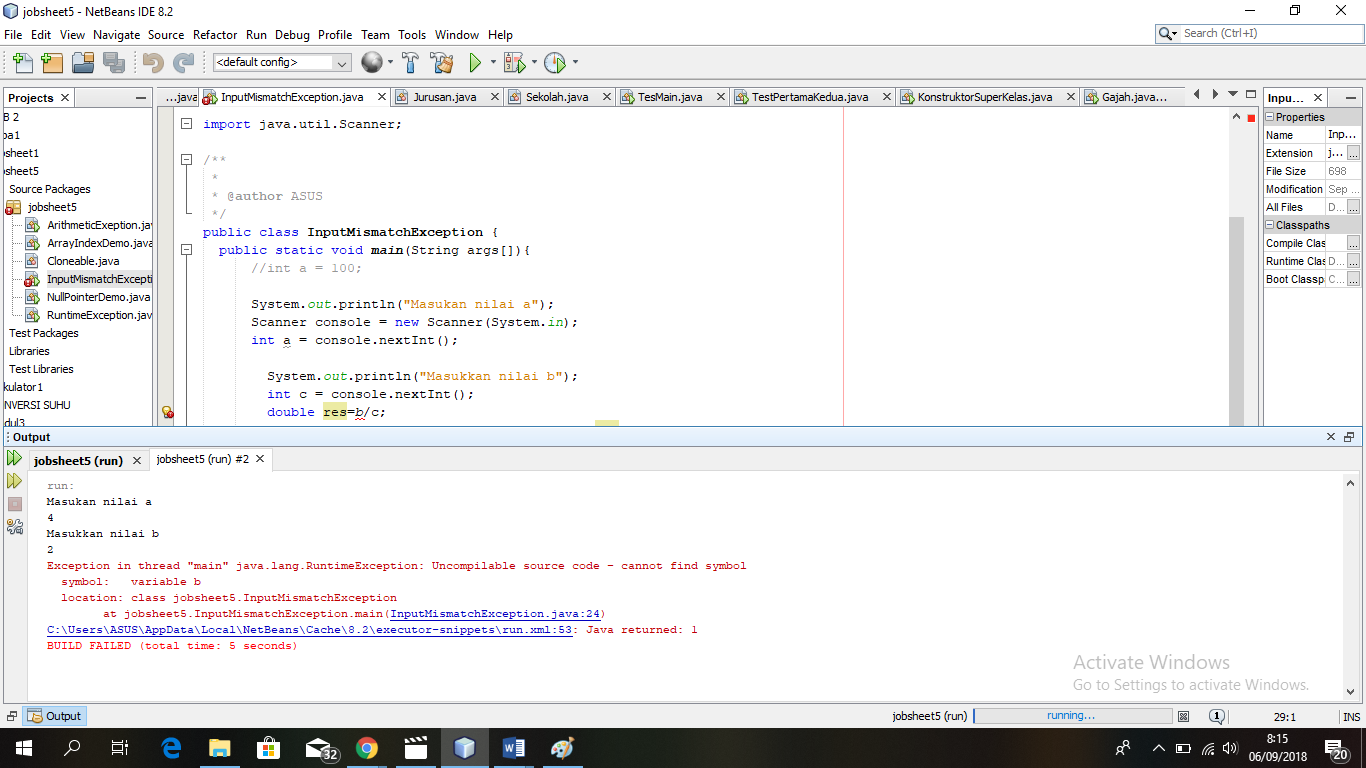 jobsheet5 - NetBeans IDE 8.2
File Edit View Navigate Source Refactor Run Debug Profile Team Tools Window Help
Search (Ctrl+I)
<default config>
Projects
B 2
pa1
sheet1
sheet5
Source Packages
jobsheet5
ArithmeticExeption.jav
ArrayIndexDemo.java
Cloneable.java
InputMismatchExcepti
NullPointerDemo.java
RuntimeException.jav
Test Packages
Libraries
Test Libraries
kulator1
NVERSI SUHU
dul3
...java InputMismatchException.java Jurusan.java Sekolah.java TesMain.java TestPertamaKedua.java KonstruktorSuperKelas.java Gajah.java...
import java.util.Scanner;
/**
*
* @author ASUS
*/
public class InputMismatchException {
public static void main(String args[]){
//int a = 100;
System.out.println("Masukan nilai a");
Scanner console = new Scanner(System.in);
int a = console.nextInt();
System.out.println("Masukkan nilai b");
int c = console.nextInt();
double res=b/c;
Inpu...
Properties
Name Inp...
Extension j... ...
File Size 698
Modification Sep ...
All Files D... ...
Classpaths
Compile Clas ...
Runtime Clas D... ...
Boot Classp C... ...
Output
jobsheet5 (run) jobsheet5 (run) #2
run:
Masukan nilai a
4
Masukkan nilai b
2
Exception in thread "main" java.lang.RuntimeException: Uncompilable source code - cannot find symbol
symbol: variable b
location: class jobsheet5.InputMismatchException
at jobsheet5.InputMismatchException.main(InputMismatchException.java:24)
C:\Users\ASUS\AppData\Local\NetBeans\Cache\8.2\executor-snippets\run.xml:53: Java returned: 1
BUILD FAILED (total time: 5 seconds)
Activate Windows
Go to Settings to activate Windows.
Output
jobsheet5 (run) running... 1 29:1 INS
32
8:15
06/09/2018
20